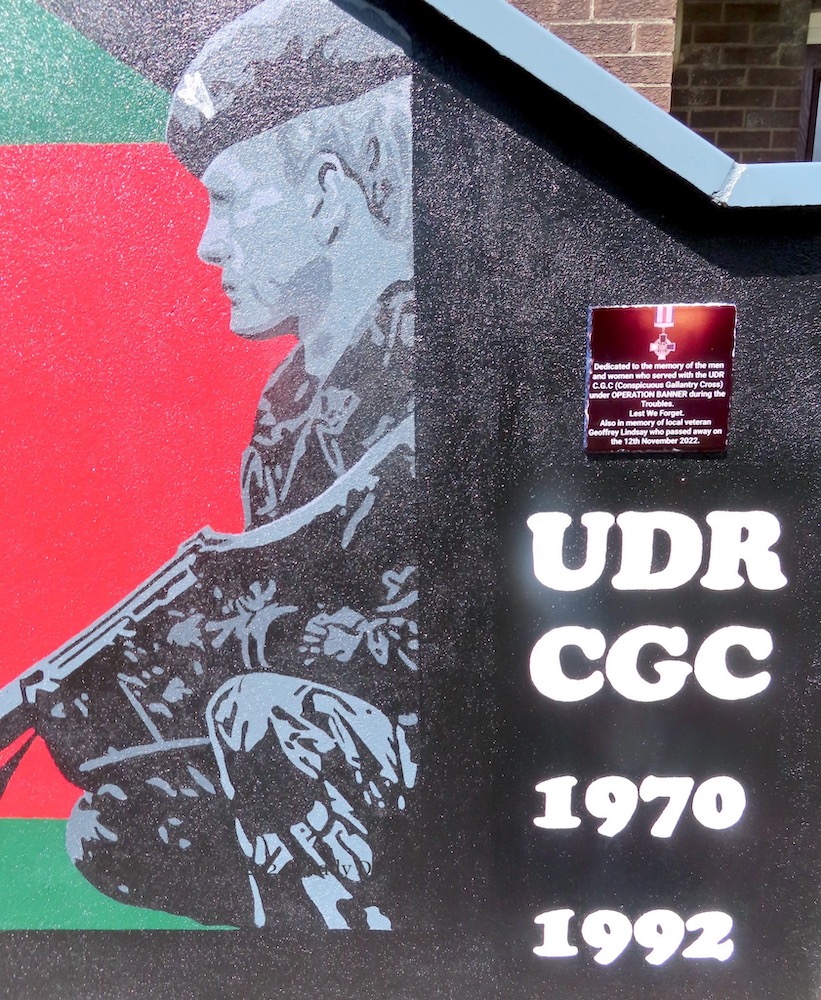 Dedicated to the memory of the men
and women who served with the UDR
C.G.C (Conspicuous Gallantry Cross)
under OPERATION BANNER during the
Troubles.
Lest We Forget.
Also in memory of local veteran
Geoffrey Lindsay who passed away on
the 12th November 2022.
UDR
CGC
1970
1992